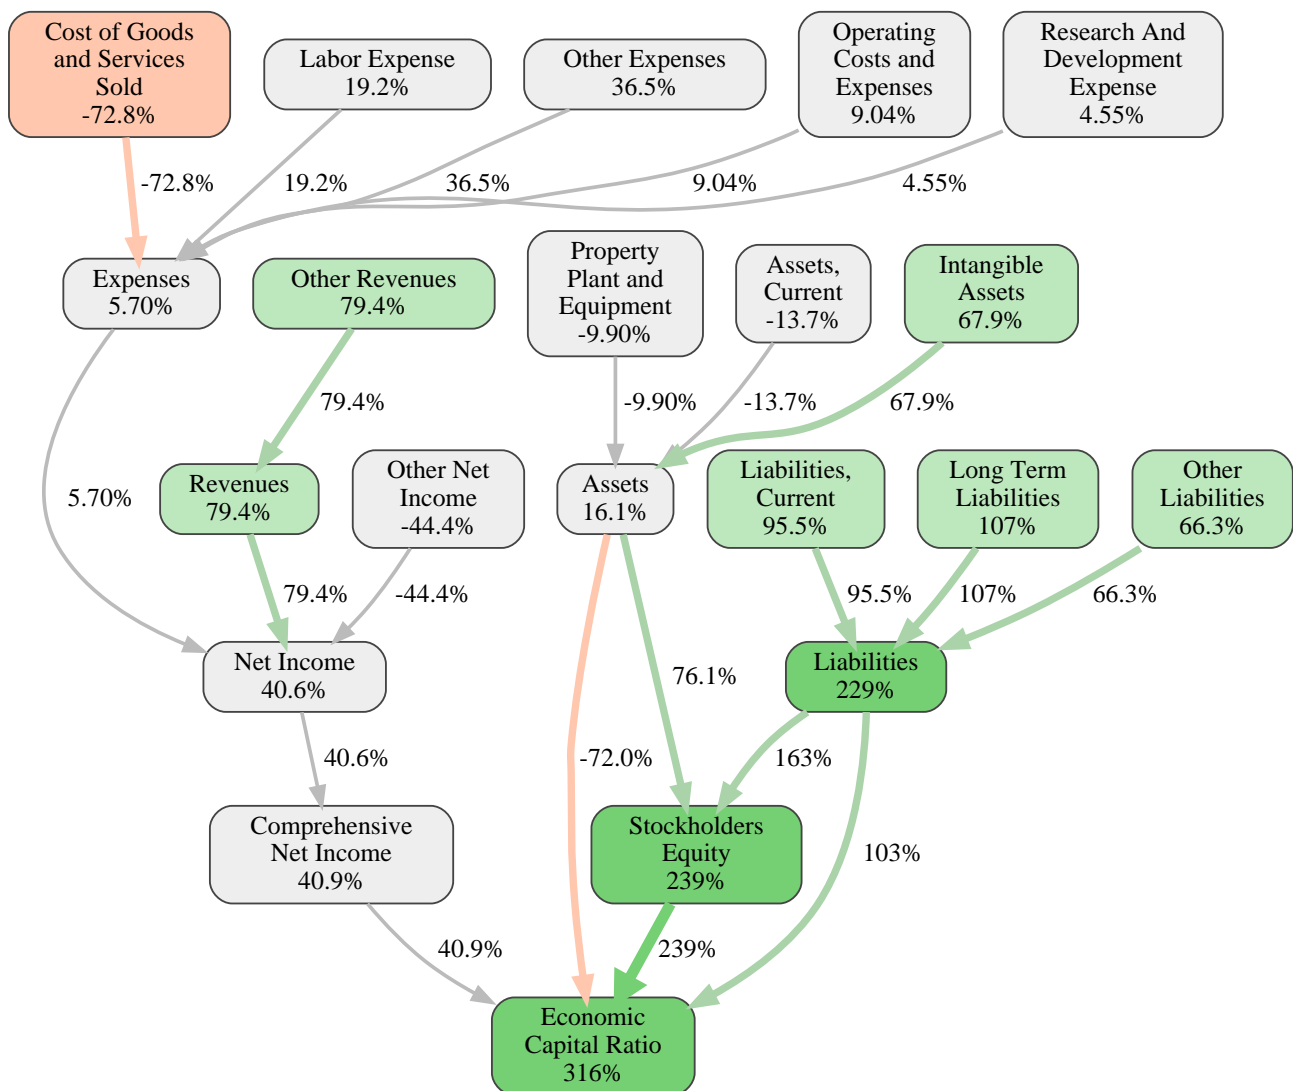 Cost of Goods
and Services
Sold
-72.8%
Labor Expense
19.2%
Other Expenses
36.5%
Operating
Costs and
Expenses
9.04%
Research And
Development
Expense
4.55%
-72.8%
19.2%
36.5%
9.04%
4.55%
Expenses
5.70%
Other Revenues
79.4%
Property
Plant and
Equipment
-9.90%
Assets,
Current
-13.7%
Intangible
Assets
67.9%
79.4%
-9.90%
-13.7%
67.9%
5.70%
Revenues
79.4%
Other Net
Income
-44.4%
Assets
16.1%
Liabilities,
Current
95.5%
Long Term
Liabilities
107%
Other
Liabilities
66.3%
79.4%
-44.4%
95.5%
107%
66.3%
Net Income
40.6%
76.1%
Liabilities
229%
40.6%
-72.0%
163%
Comprehensive
Net Income
40.9%
Stockholders
Equity
239%
103%
40.9%
239%
Economic
Capital Ratio
316%